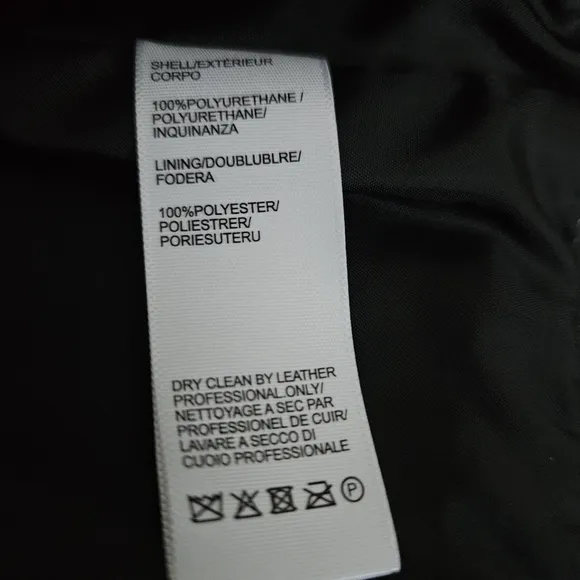 SHELL/EXTÉRIEUR
CORPO
100%POLYURETHANE /
POLYURETHANE/
INQUINANZA
LINING/DOUBLUBLRE/
FODERA
100%POLYESTER/
POLIESTRER/
PORIESUTERU
DRY CLEAN BY LEATHER
PROFESSIONAL.ONLY/
NETTOYAGE A SEC PAR
PROFESSIONEL DE CUIR/
LAVARE A SECCO DI
CUOIO PROFESSIONALE
P